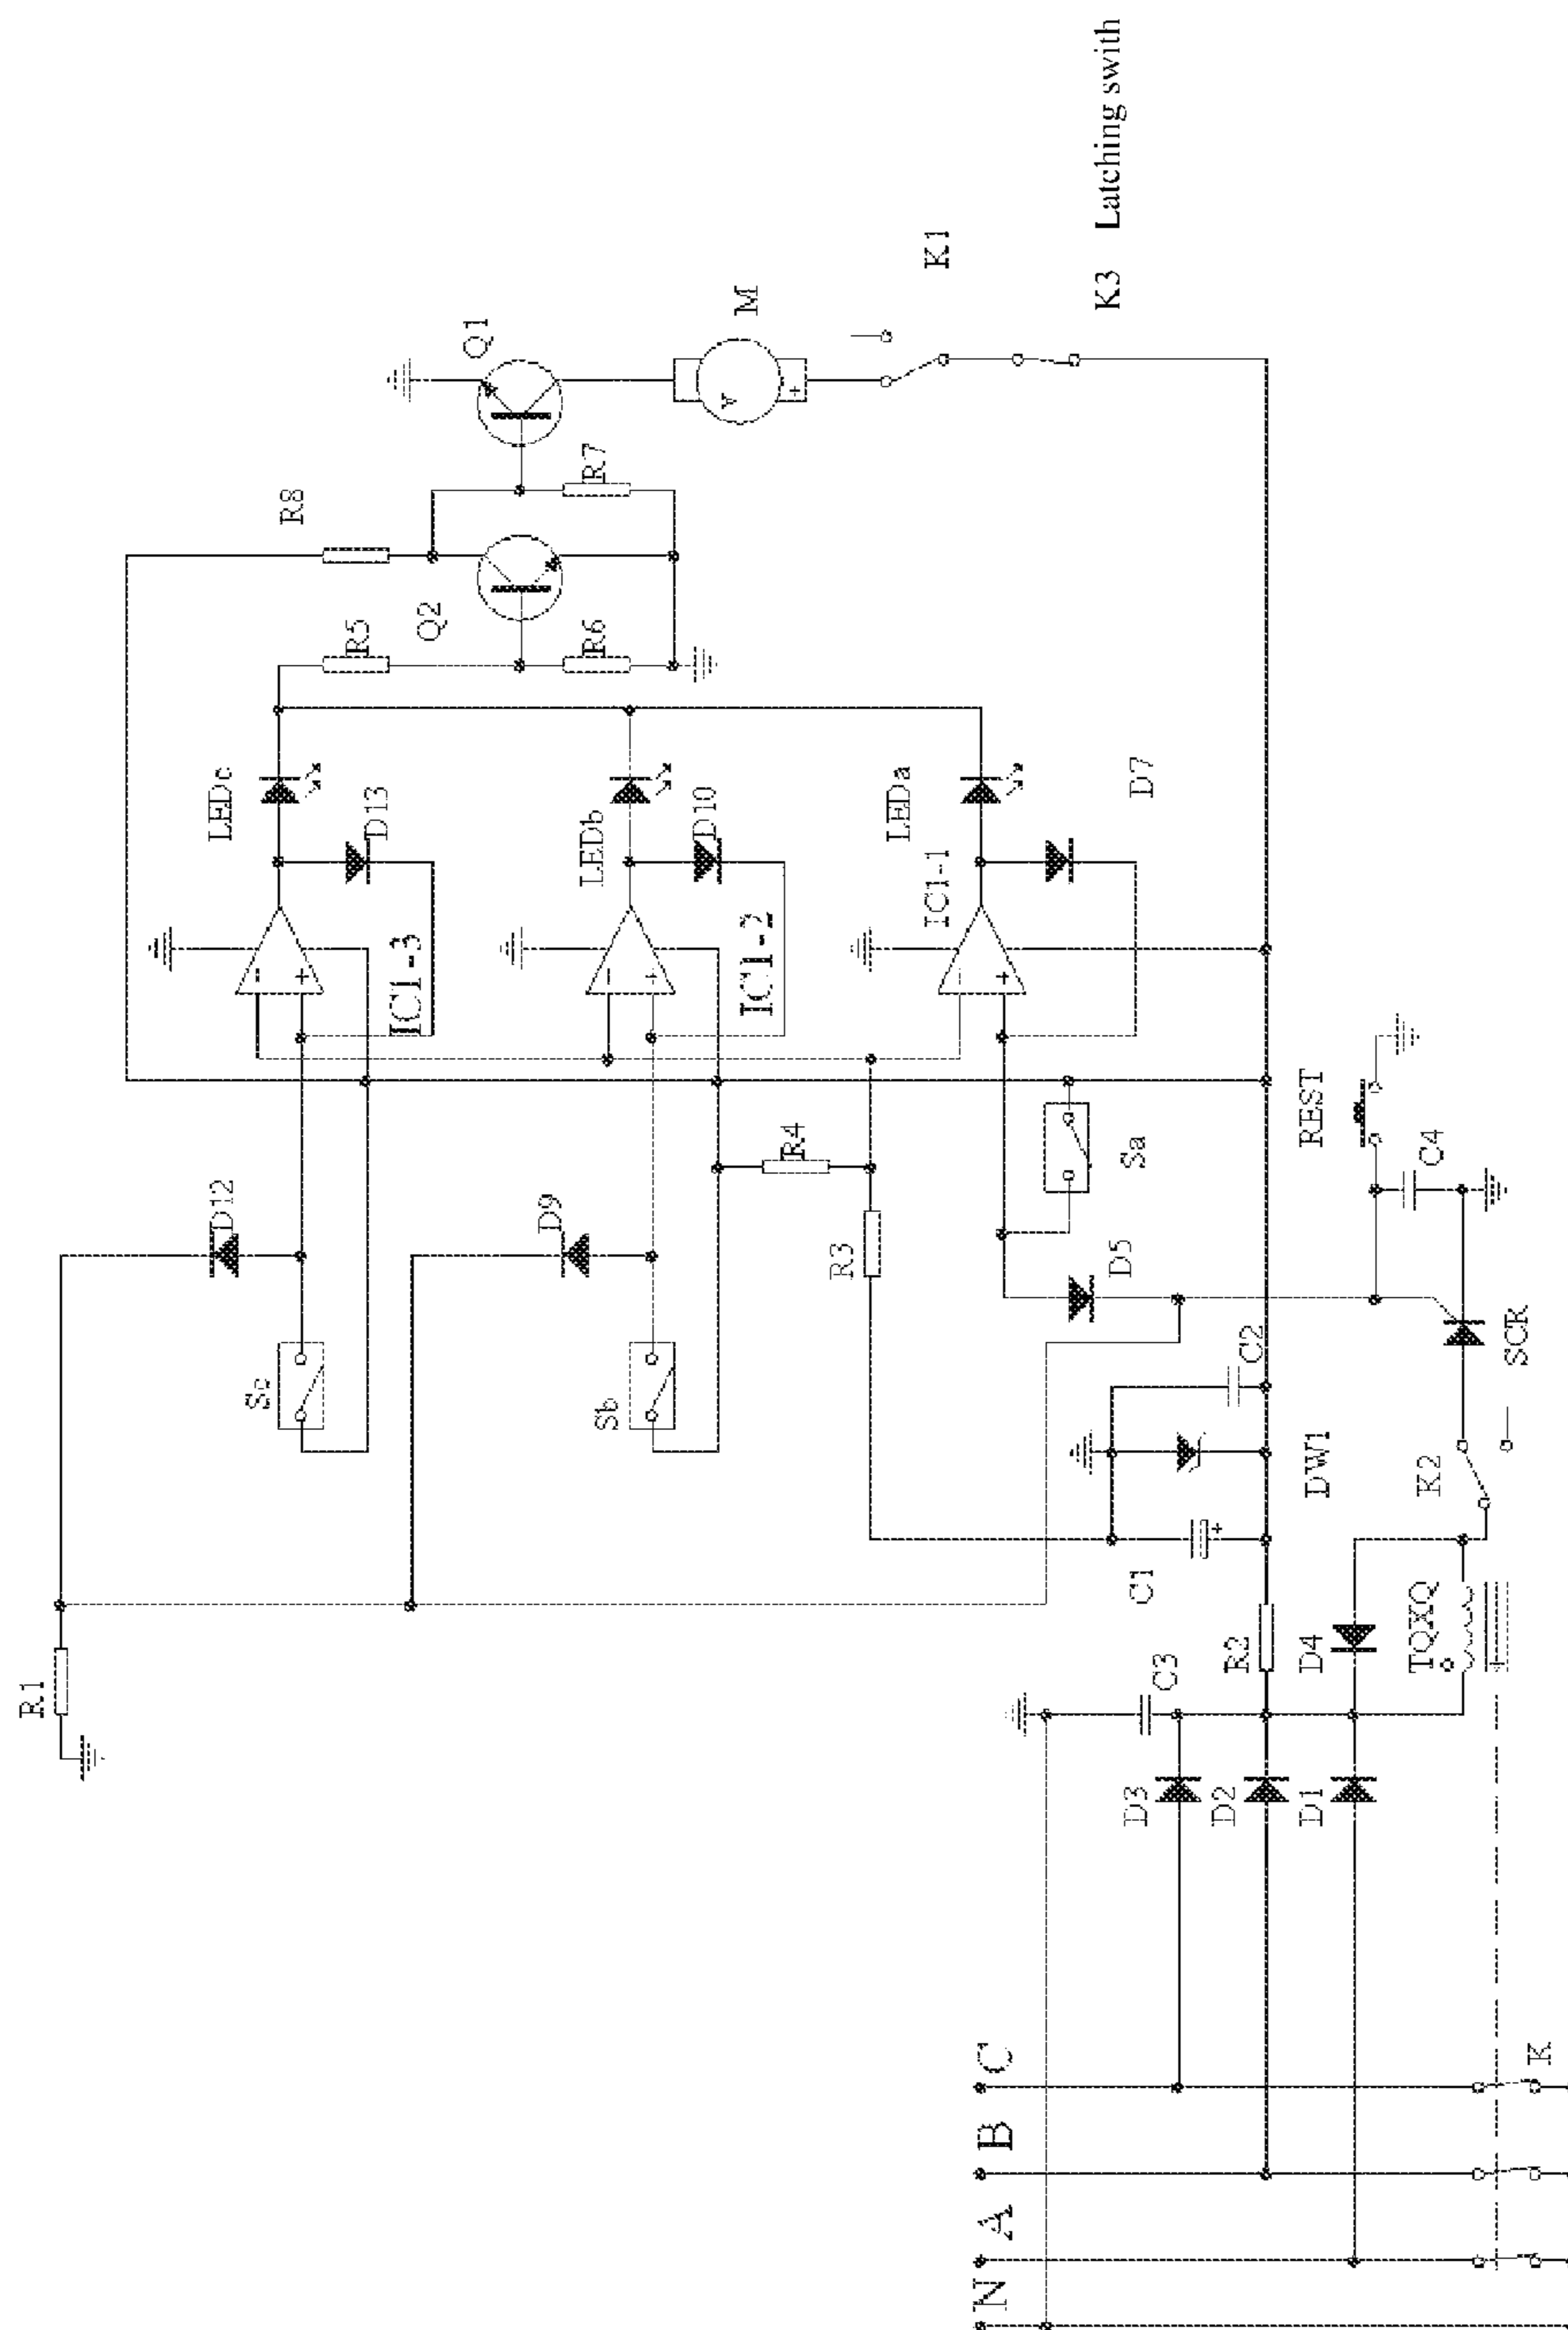 K3 Latching swith
K1
M
Q1
R7
R8
Q2
R5
R6
LEDc
D13
IC1-3
-
+
LEDb
D10
IC1-2
-
+
LEDa
D7
IC1-1
-
+
v
+
REST
C4
Sa
R4
D12
D9
R3
D5
Sc
Sb
C2
SCR
DW1
K2
C1
+
R1
C3
R2
D4
TQXQ
D3
D2
D1
N
A
B
C
K